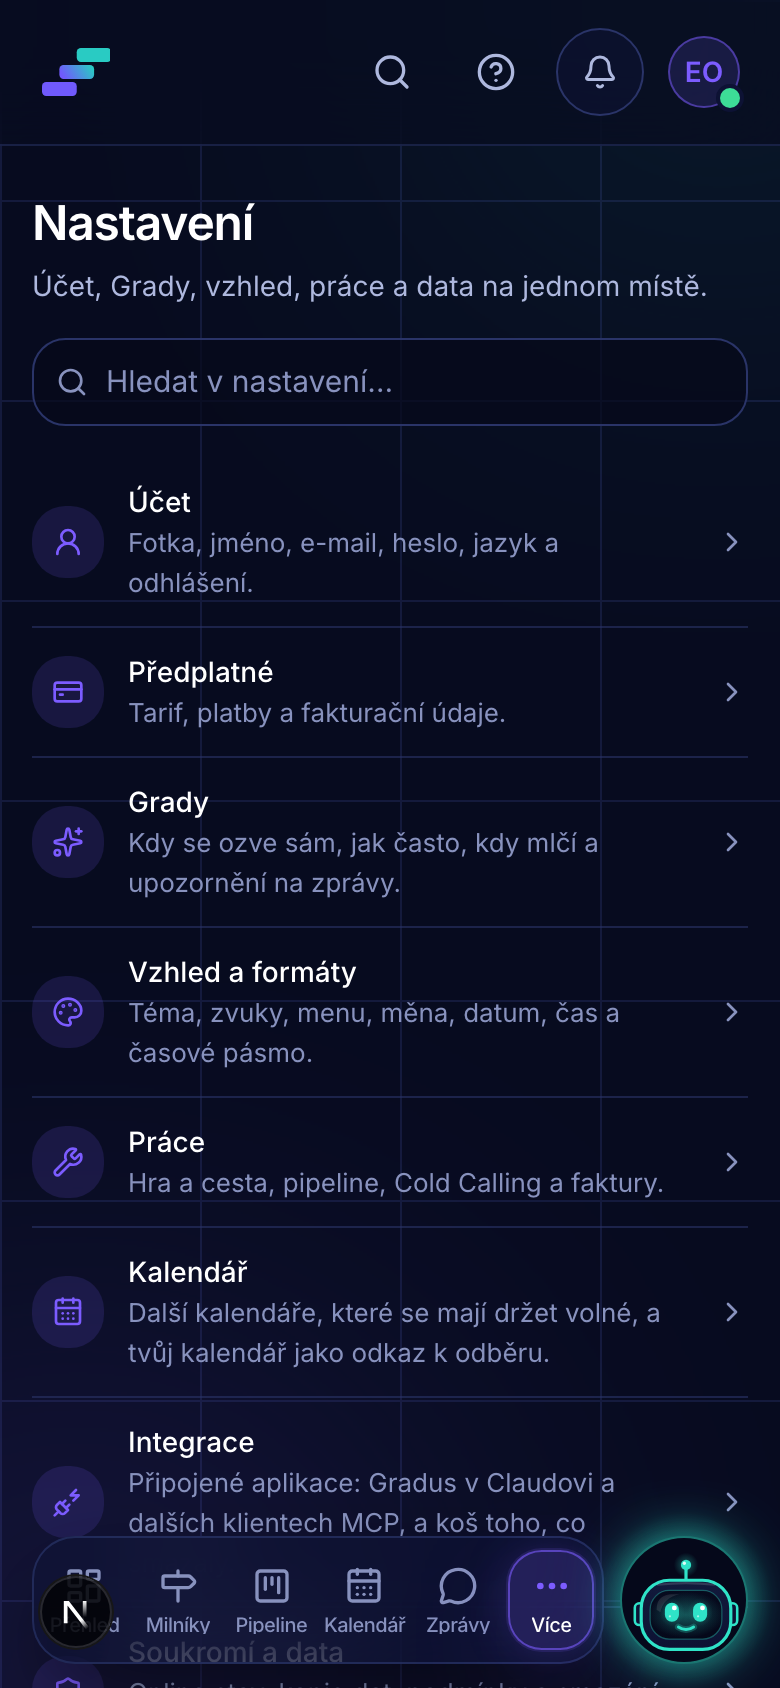 EO
Nastavení
Účet, Grady, vzhled, práce a data na jednom místě.
Hledat v nastavení...
Účet
Fotka, jméno, e-mail, heslo, jazyk a
odhlášení.
Předplatné
Tarif, platby a fakturační údaje.
Grady
Kdy se ozve sám, jak často, kdy mlčí a
upozornění na zprávy.
Vzhled a formáty
Téma, zvuky, menu, měna, datum, čas a
časové pásmo.
Práce
Hra a cesta, pipeline, Cold Calling a faktury.
Kalendář
Další kalendáře, které se mají držet volné, a
tvůj kalendář jako odkaz k odběru.
Integrace
Připojené aplikace: Gradus v Claudovi a
dalších klientech MCP, a koš toho, co
N
Přehled Milníky Pipeline Kalendář Zprávy Více
Soukromí a data